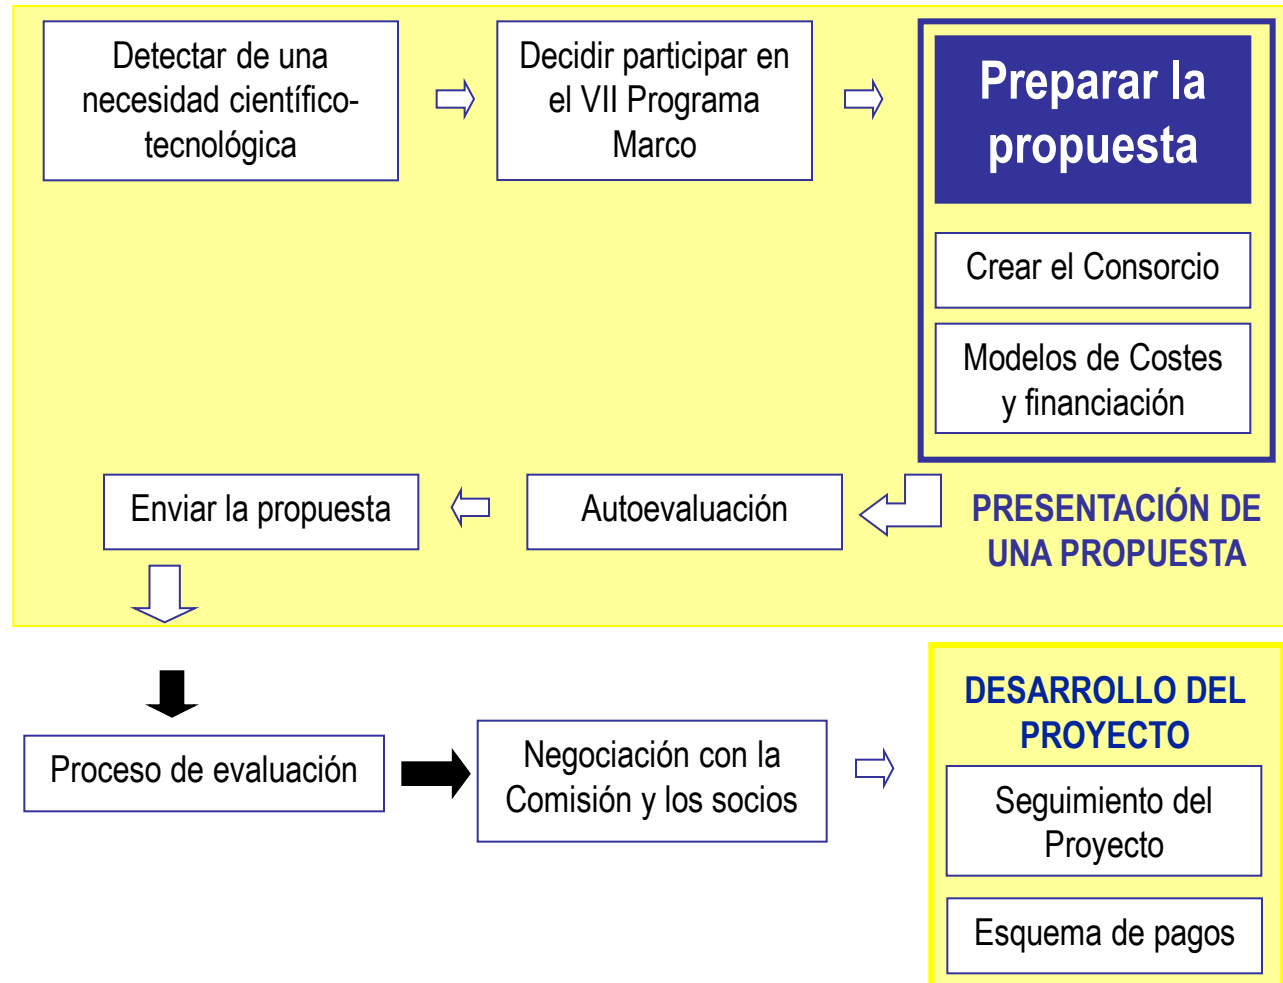 Detectar de una
necesidad científico-
tecnológica
Decidir participar en
el VII Programa
Marco
Preparar la
propuesta
Crear el Consorcio
Modelos de Costes
y financiación
Enviar la propuesta
Autoevaluación
PRESENTACIÓN DE
UNA PROPUESTA
Proceso de evaluación
Negociación con la
Comisión y los socios
DESARROLLO DEL
PROYECTO
Seguimiento del
Proyecto
Esquema de pagos